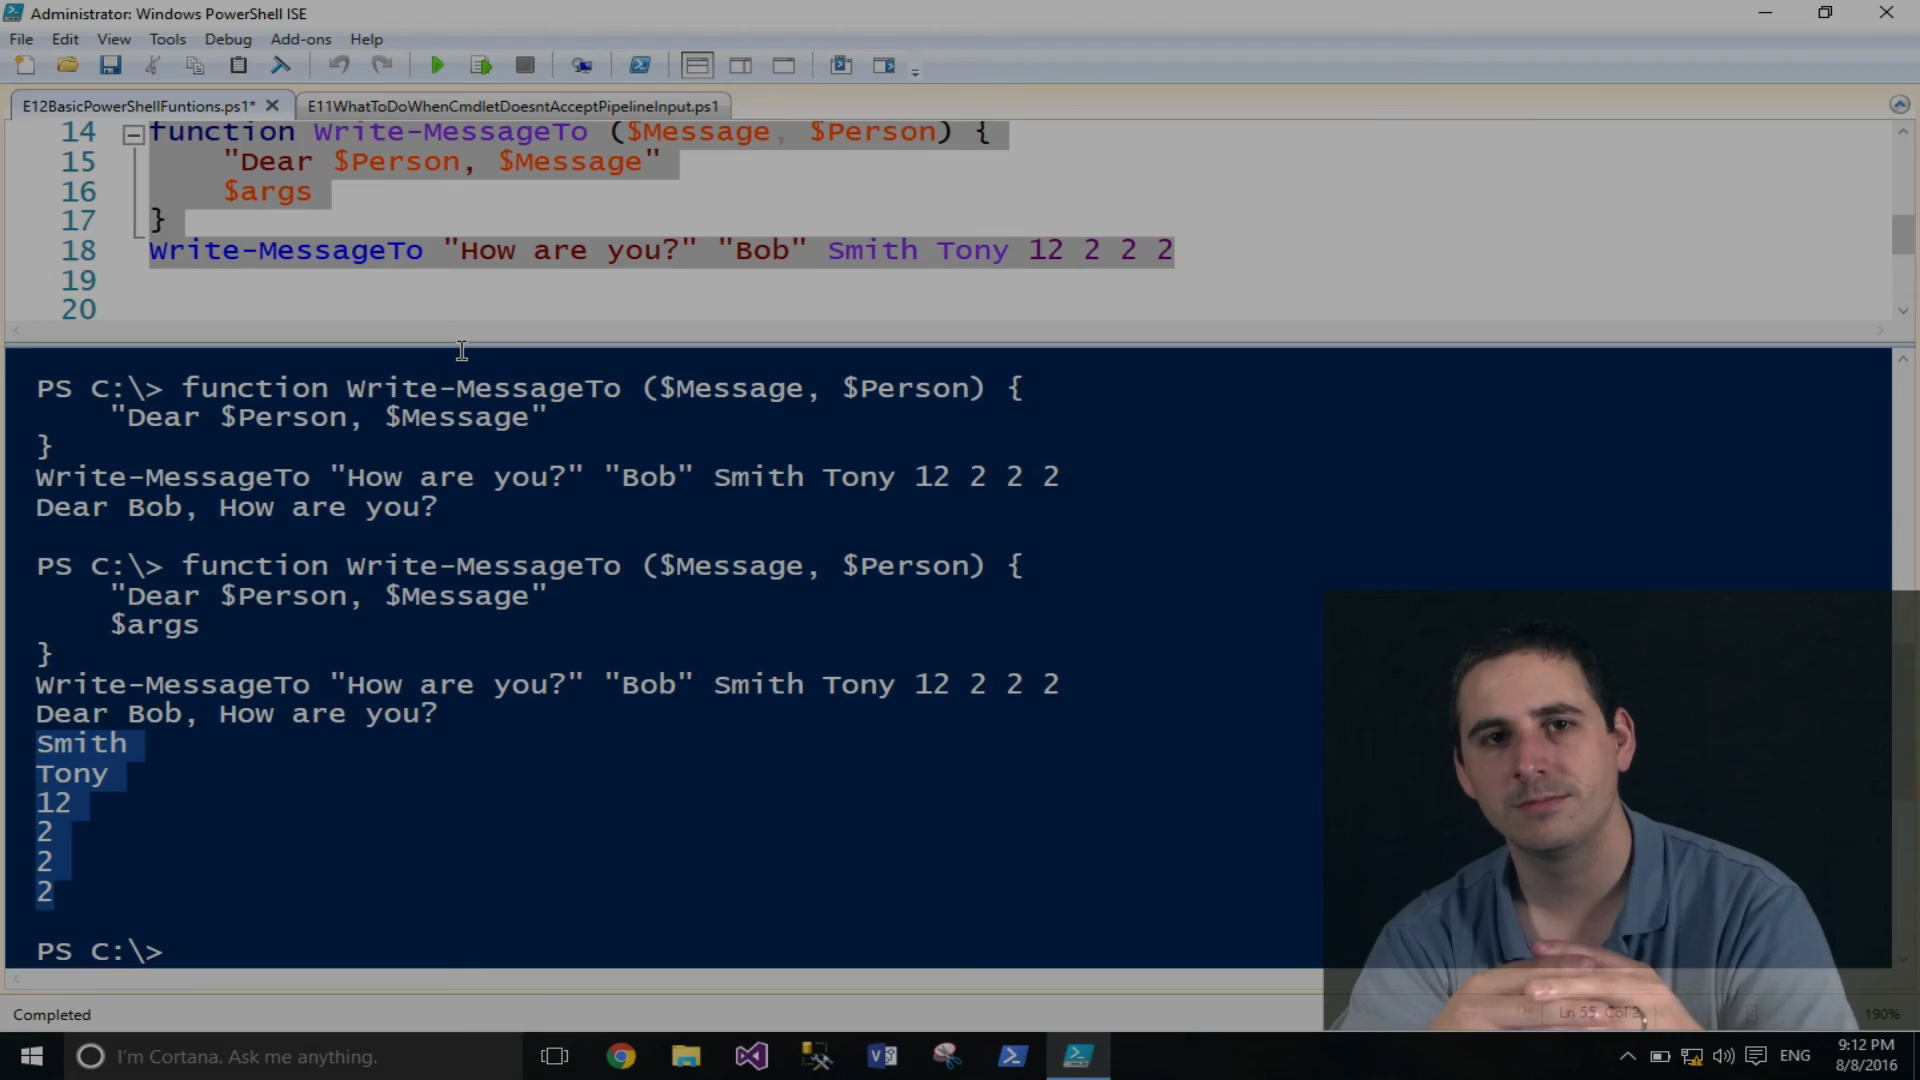 Administrator: Windows PowerShell ISE
File Edit View Tools Debug Add-ons Help
E12BasicPowerShellFuntions.ps1* E11WhatToDoWhenCmdletDoesntAcceptPipelineInput.ps1
14 function Write-MessageTo ($Message, $Person) {
15 "Dear $Person, $Message"
16 $args
17 }
18 Write-MessageTo "How are you?" "Bob" Smith Tony 12 2 2 2
19
20
PS C:\> function Write-MessageTo ($Message, $Person) {
"Dear $Person, $Message"
}
Write-MessageTo "How are you?" "Bob" Smith Tony 12 2 2 2
Dear Bob, How are you?
PS C:\> function Write-MessageTo ($Message, $Person) {
"Dear $Person, $Message"
$args
}
Write-MessageTo "How are you?" "Bob" Smith Tony 12 2 2 2
Dear Bob, How are you?
Smith
Tony
12
2
2
2
PS C:\>
Completed Ln 55 Col 2 190%
I'm Cortana. Ask me anything. ENG 9:12 PM
8/8/2016